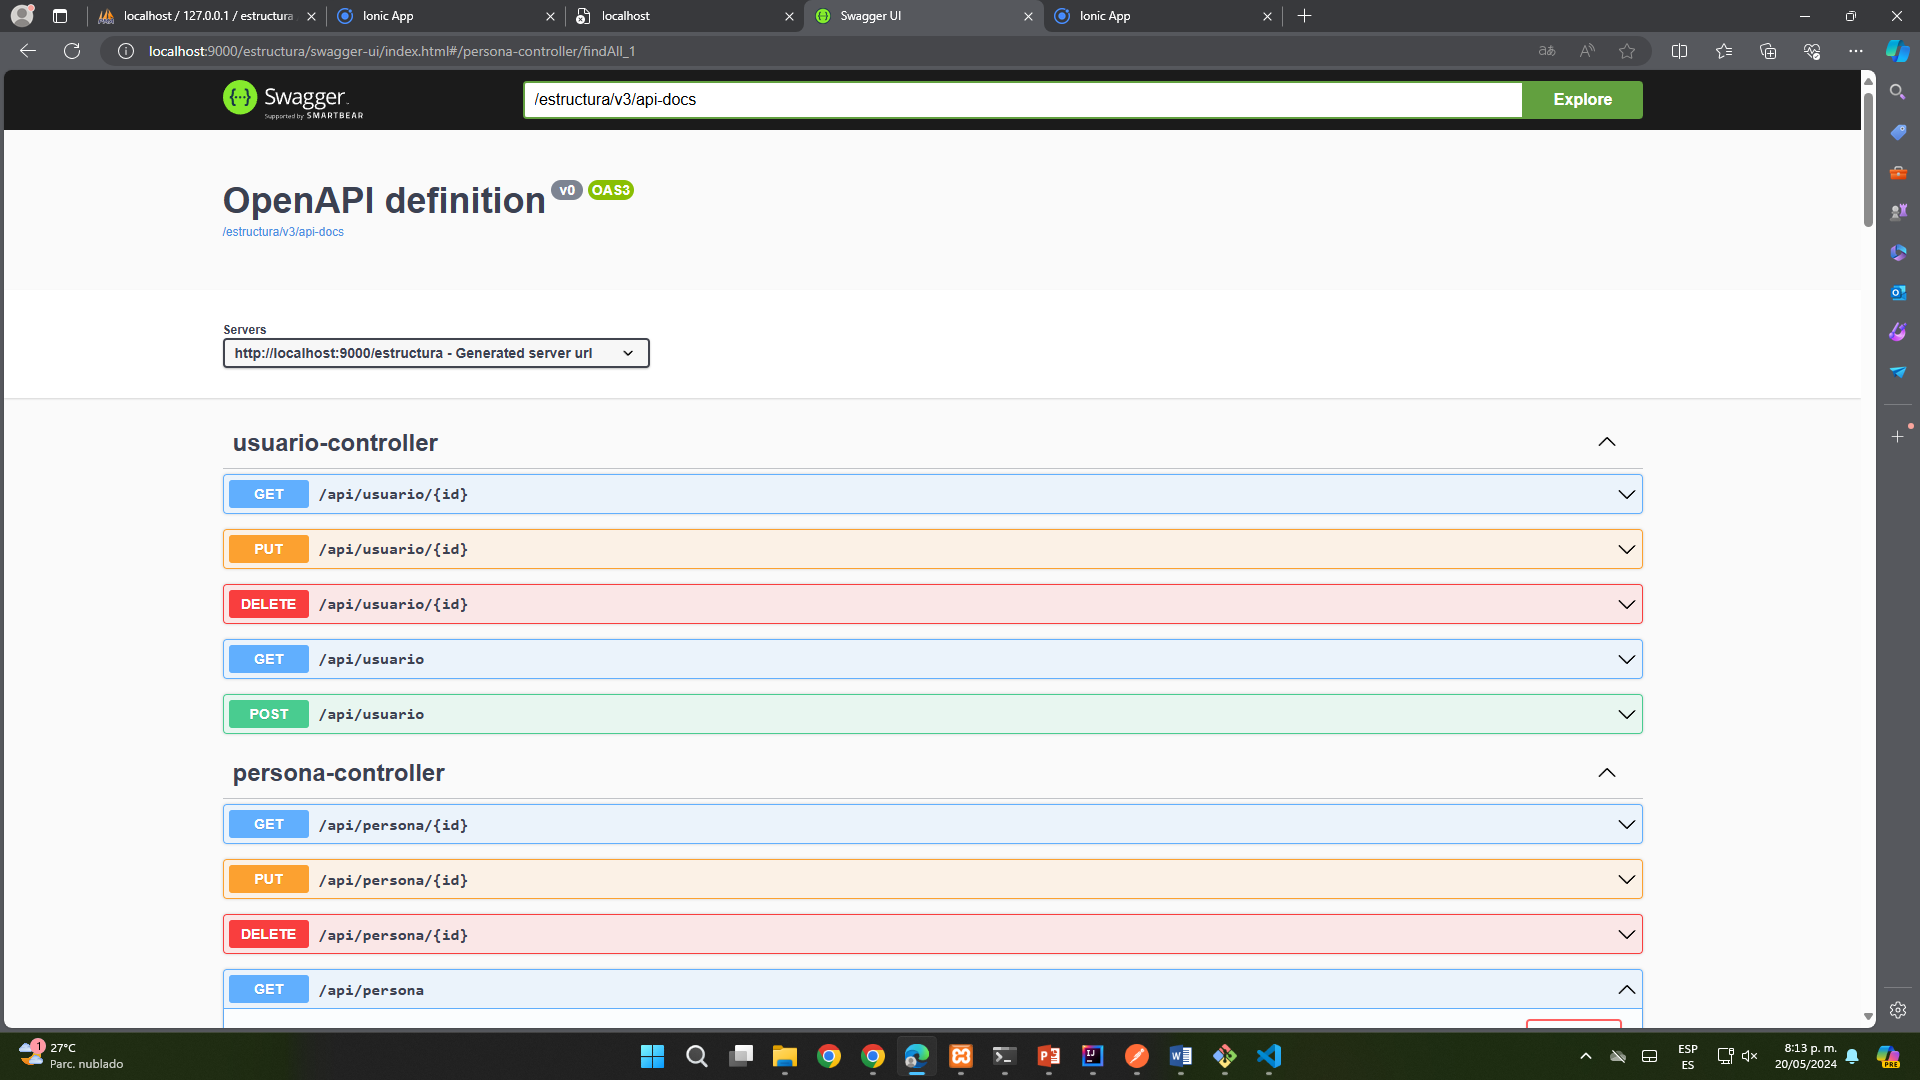 localhost / 127.0.0.1 / estructura
Ionic App
localhost
Swagger UI
Ionic App
localhost:9000/estructura/swagger-ui/index.html#/persona-controller/findAll_1
Swagger
Supported by SMARTBEAR
/estructura/v3/api-docs
Explore
OpenAPI definition v0 OAS3
/estructura/v3/api-docs
Servers
http://localhost:9000/estructura - Generated server url
usuario-controller
GET /api/usuario/{id}
PUT /api/usuario/{id}
DELETE /api/usuario/{id}
GET /api/usuario
POST /api/usuario
persona-controller
GET /api/persona/{id}
PUT /api/persona/{id}
DELETE /api/persona/{id}
GET /api/persona
1
27°C
Parc. nublado
ESP
ES
8:13 p. m.
20/05/2024
PRE